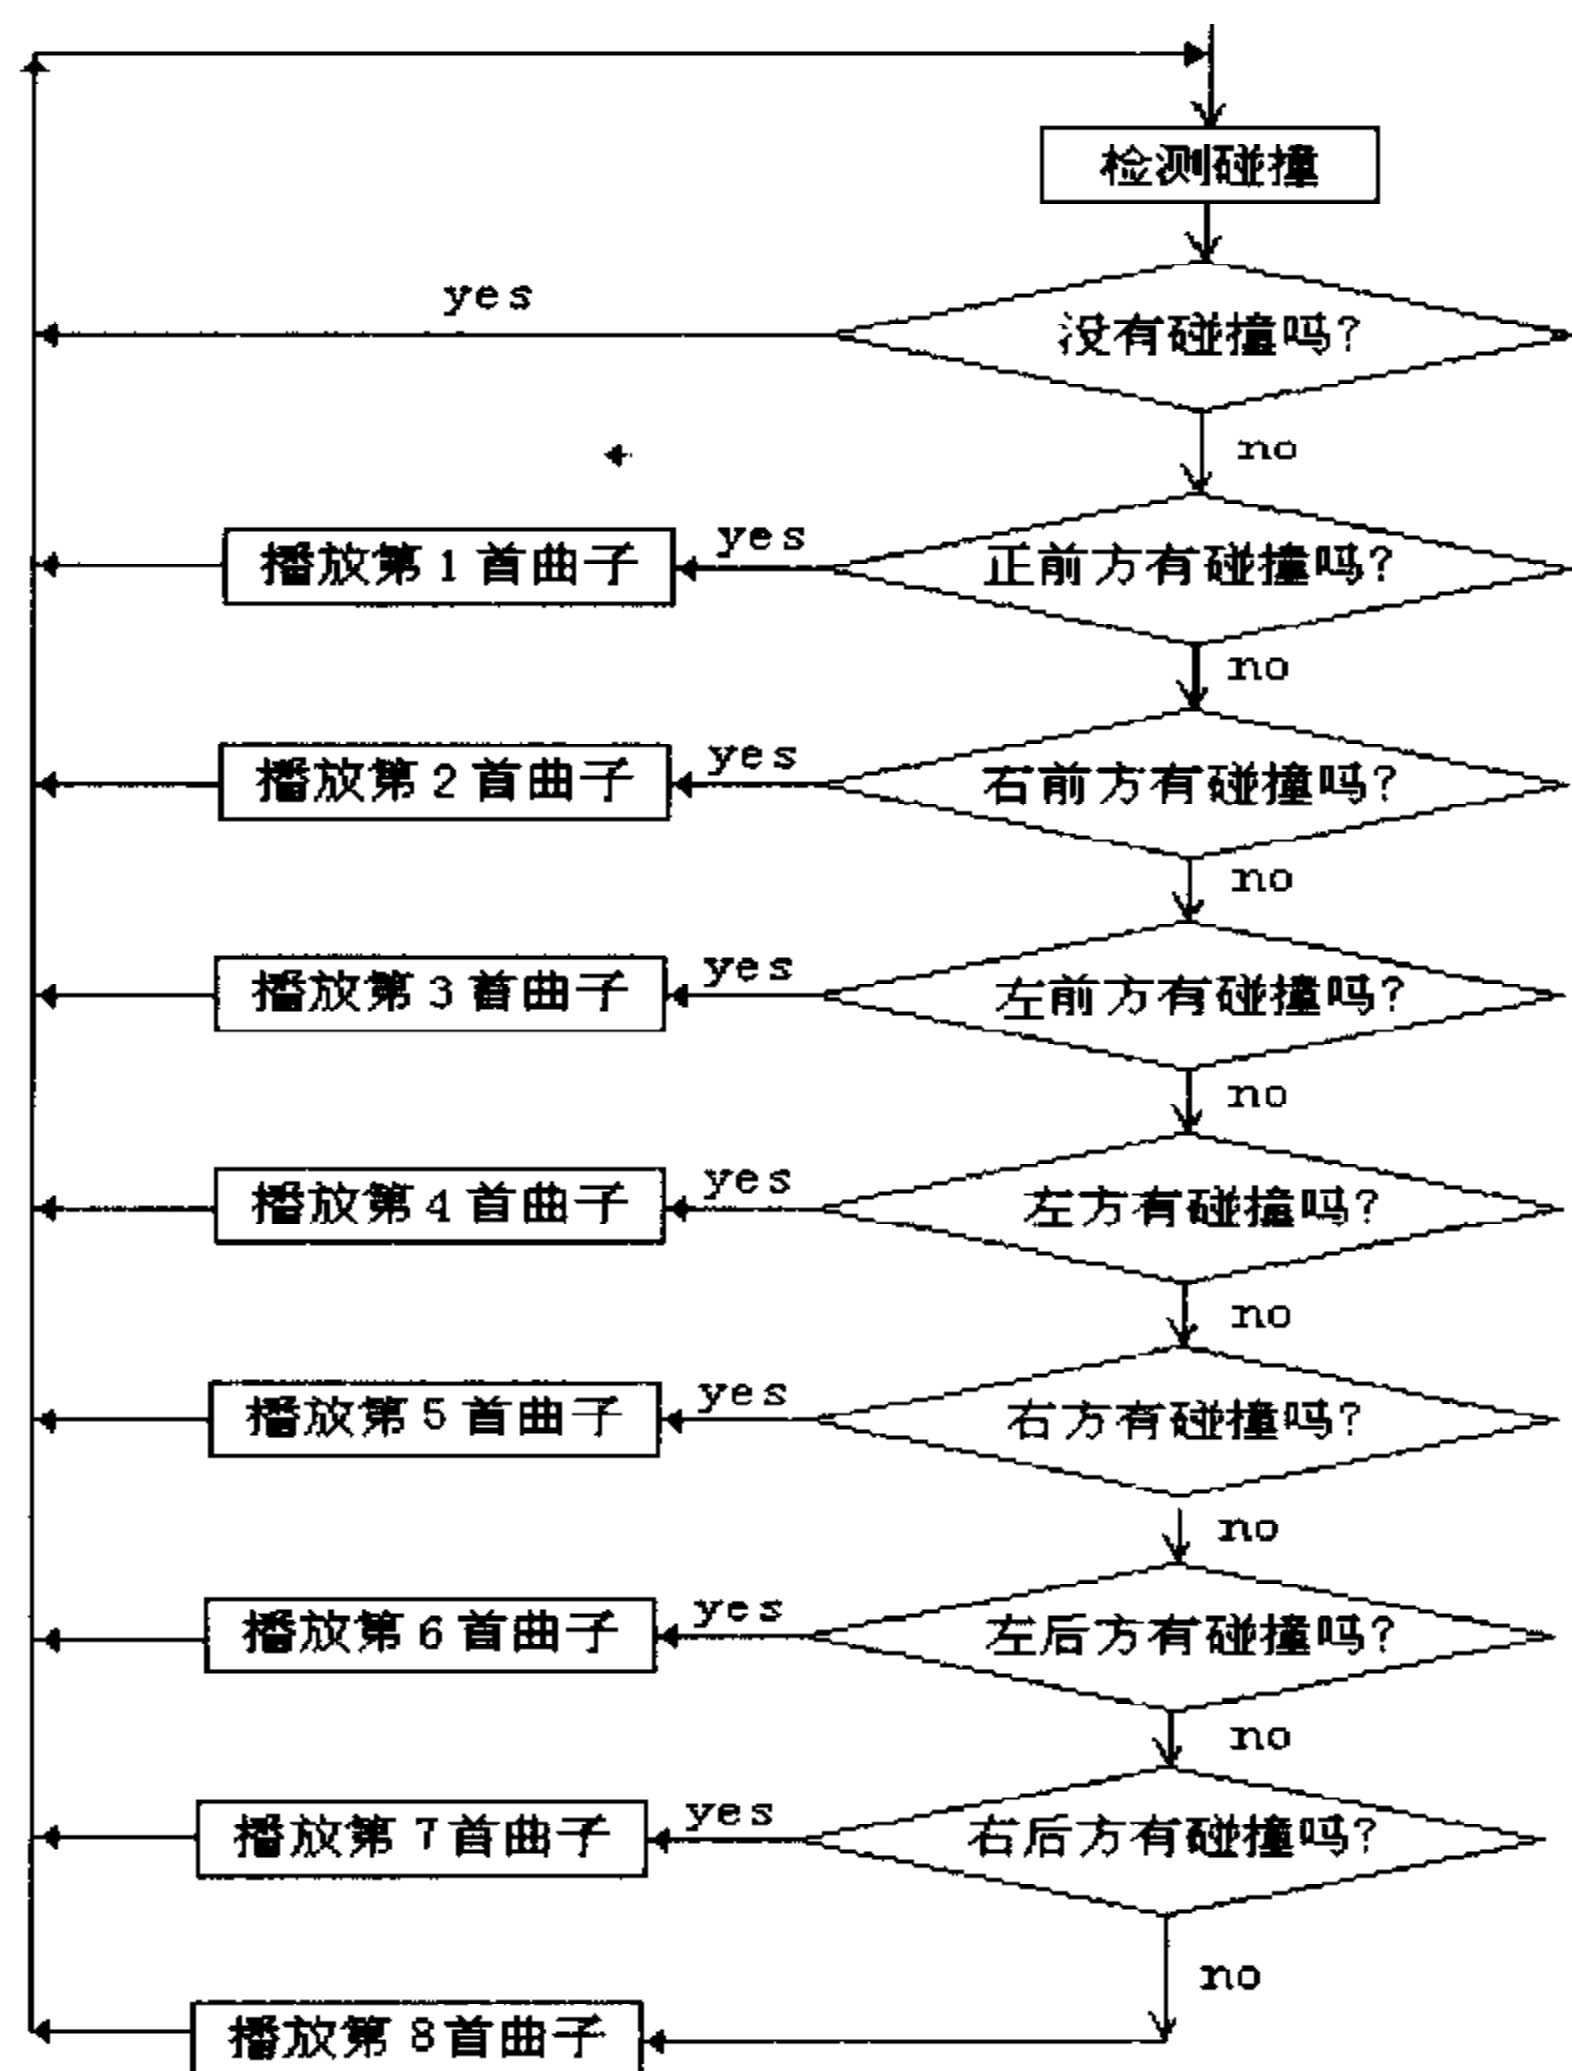 检测碰撞
没有碰撞吗?
yes
no
正前方有碰撞吗?
yes
播放第1首曲子
no
右前方有碰撞吗?
yes
播放第2首曲子
no
左前方有碰撞吗?
yes
播放第3首曲子
no
左方有碰撞吗?
yes
播放第4首曲子
no
右方有碰撞吗?
yes
播放第5首曲子
no
左后方有碰撞吗?
yes
播放第6首曲子
no
右后方有碰撞吗?
yes
播放第7首曲子
no
播放第8首曲子